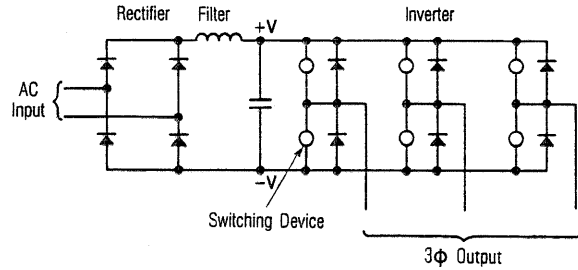 Rectifier Filter +V Inverter
AC
Input
−V
Switching Device
3ϕ Output